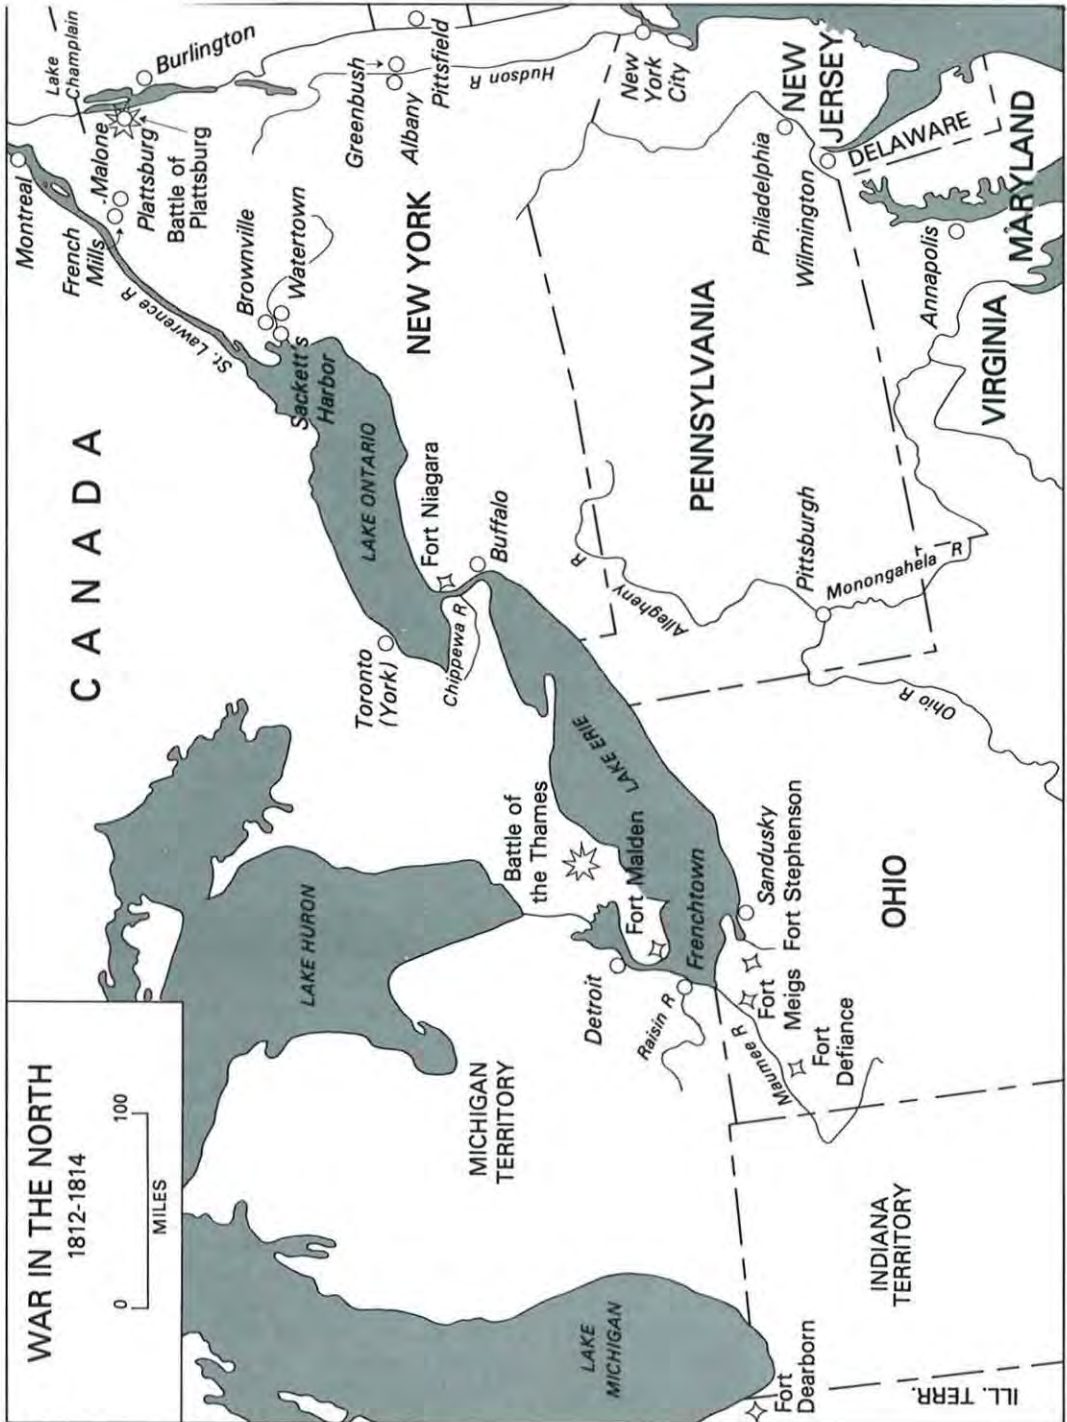 WAR IN THE NORTH
1812-1814
0
100
MILES
CANADA
Montreal
Lake
Champlain
Burlington
French
Mills
Malone
Plattsburg
Battle of
Plattsburg
St. Lawrence R
Brownville
Watertown
Sackett's
Harbor
Greenbush
Albany
Pittsfield
Hudson R
NEW YORK
New
York
City
LAKE HURON
LAKE ONTARIO
Toronto
(York)
Fort Niagara
Chippewa R
Buffalo
LAKE ERIE
Battle of
the Thames
Fort Malden
Detroit
Frenchtown
Raisin R
MICHIGAN
TERRITORY
LAKE
MICHIGAN
Sandusky
Fort Stephenson
Fort
Meigs
Maumee R
Fort
Defiance
Fort
Dearborn
ILL. TERR.
INDIANA
TERRITORY
OHIO
Ohio R
Allegheny
R
Pittsburgh
Monongahela R
PENNSYLVANIA
Philadelphia
Wilmington
NEW
JERSEY
DELAWARE
Annapolis
MARYLAND
VIRGINIA